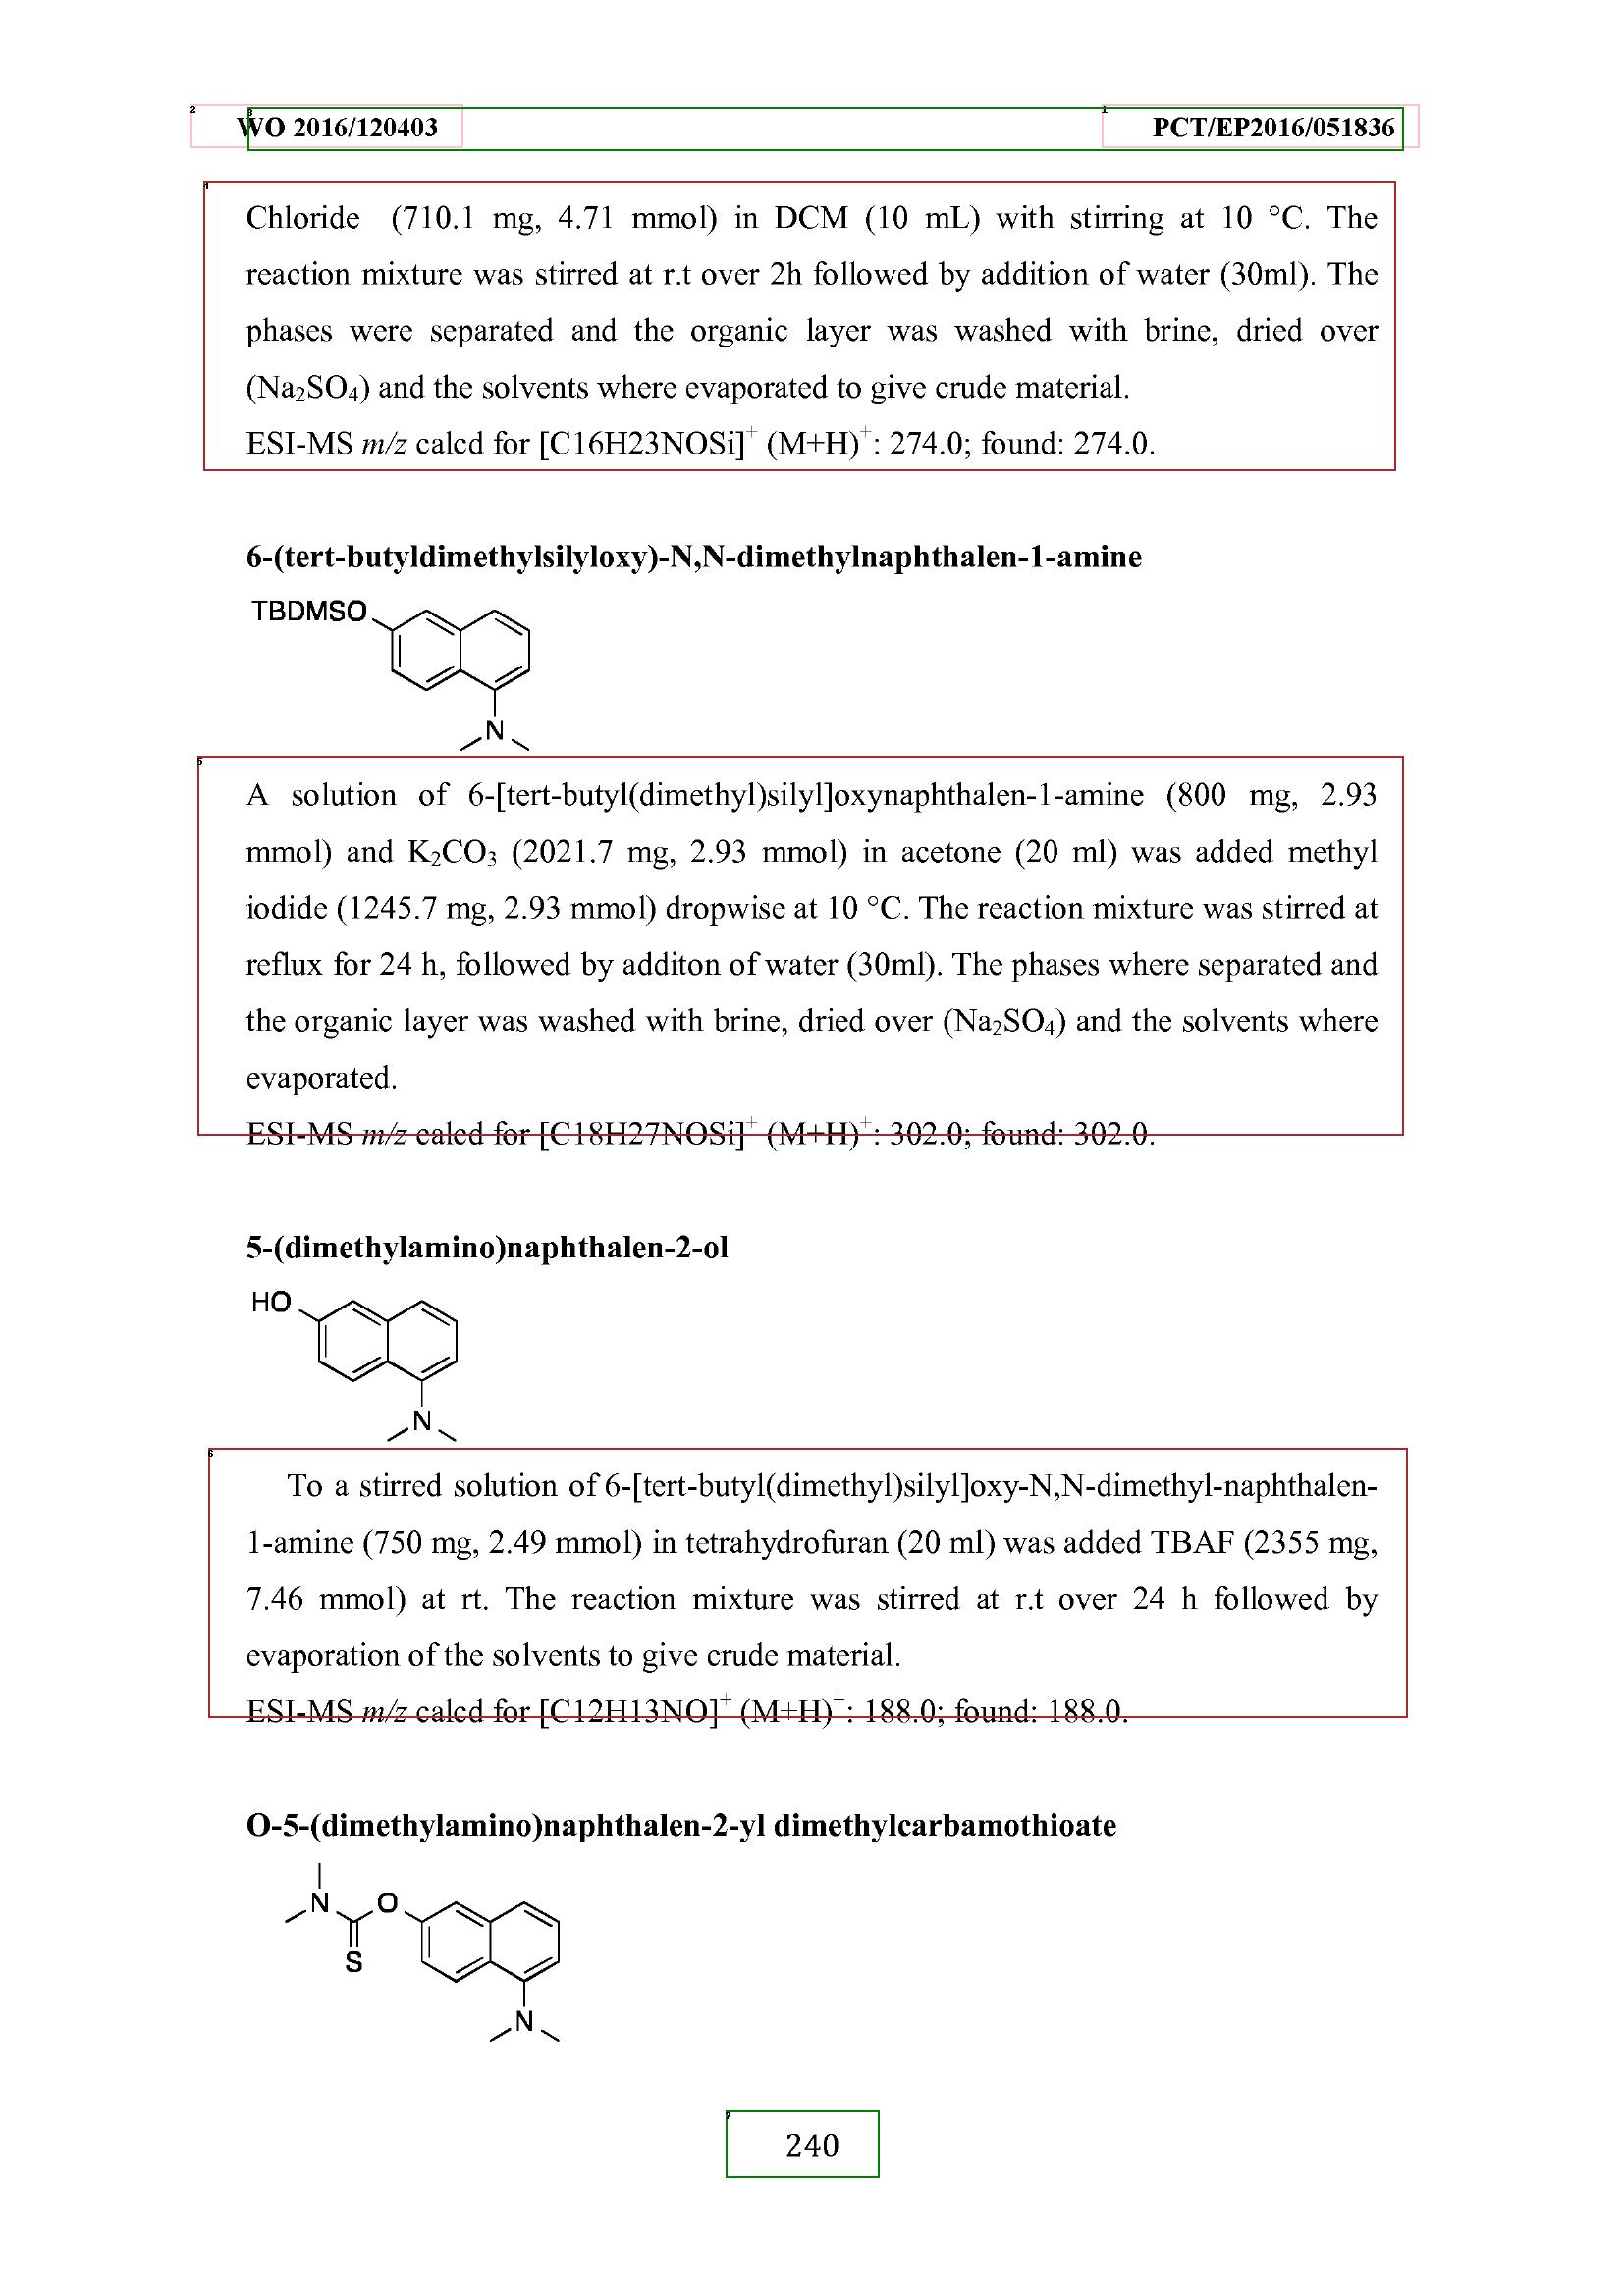 WO 2016/120403 PCT/EP2016/051836
Chloride (710.1 mg, 4.71 mmol) in DCM (10 mL) with stirring at 10 °C. The
reaction mixture was stirred at r.t over 2h followed by addition of water (30ml). The
phases were separated and the organic layer was washed with brine, dried over
(Na₂SO₄) and the solvents where evaporated to give crude material.
ESI-MS m/z calcd for [C16H23NOSi]⁺ (M+H)⁺: 274.0; found: 274.0.
6-(tert-butyldimethylsilyloxy)-N,N-dimethylnaphthalen-1-amine
TBDMSO
N
A solution of 6-[tert-butyl(dimethyl)silyl]oxynaphthalen-1-amine (800 mg, 2.93
mmol) and K₂CO₃ (2021.7 mg, 2.93 mmol) in acetone (20 ml) was added methyl
iodide (1245.7 mg, 2.93 mmol) dropwise at 10 °C. The reaction mixture was stirred at
reflux for 24 h, followed by additon of water (30ml). The phases where separated and
the organic layer was washed with brine, dried over (Na₂SO₄) and the solvents where
evaporated.
ESI-MS m/z calcd for [C18H27NOSi]⁺ (M+H)⁺: 302.0; found: 302.0.
5-(dimethylamino)naphthalen-2-ol
HO
N
To a stirred solution of 6-[tert-butyl(dimethyl)silyl]oxy-N,N-dimethyl-naphthalen-
1-amine (750 mg, 2.49 mmol) in tetrahydrofuran (20 ml) was added TBAF (2355 mg,
7.46 mmol) at rt. The reaction mixture was stirred at r.t over 24 h followed by
evaporation of the solvents to give crude material.
ESI-MS m/z calcd for [C12H13NO]⁺ (M+H)⁺: 188.0; found: 188.0.
O-5-(dimethylamino)naphthalen-2-yl dimethylcarbamothioate
N O
S
N
240